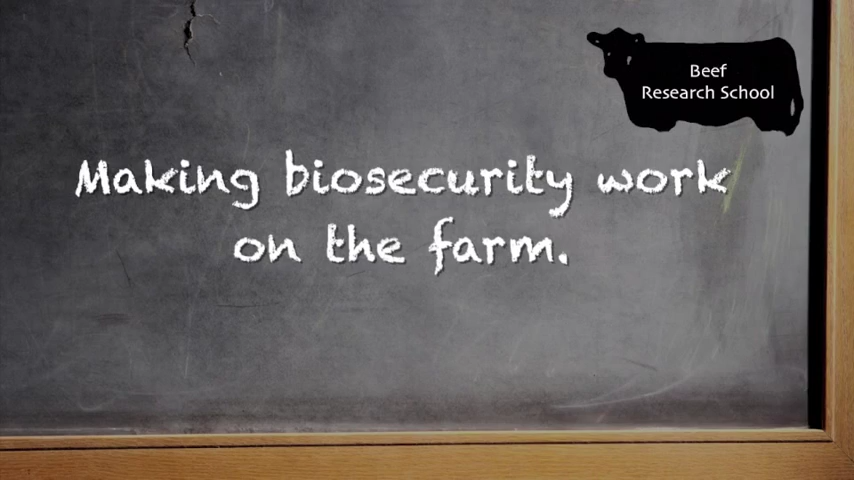 Beef
Research School
Making biosecurity work
on the farm.